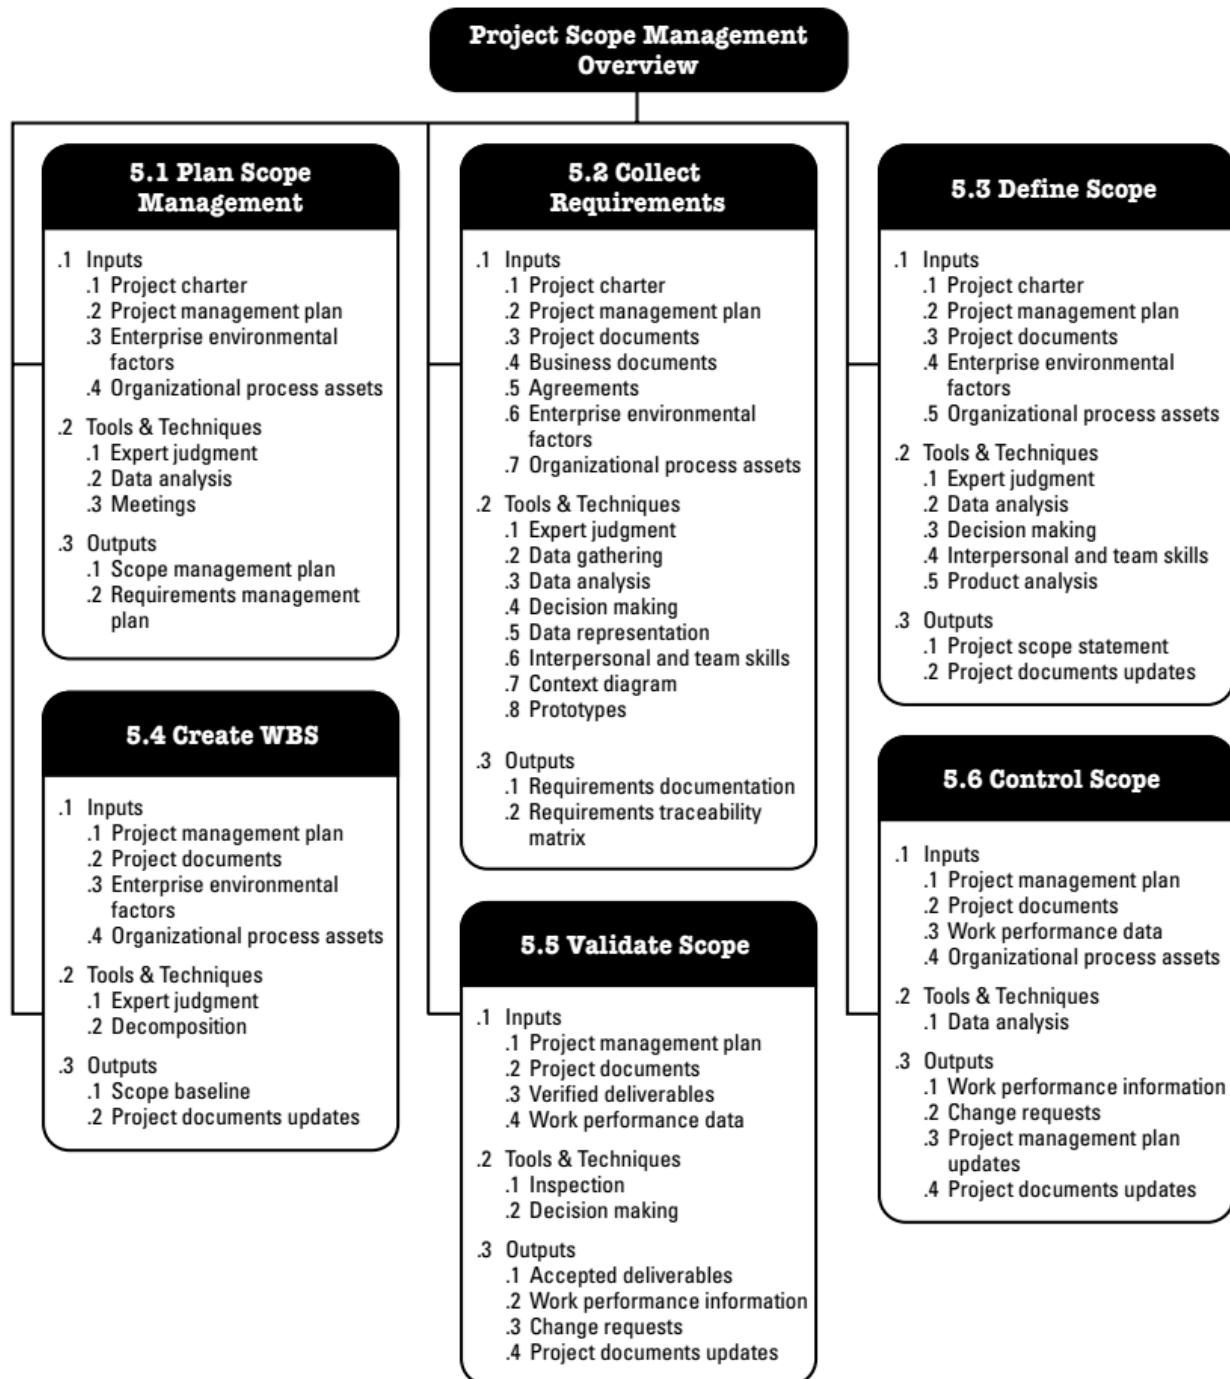 Project Scope Management
Overview
5.1 Plan Scope
Management
.1 Inputs
.1 Project charter
.2 Project management plan
.3 Enterprise environmental
factors
.4 Organizational process assets
.2 Tools & Techniques
.1 Expert judgment
.2 Data analysis
.3 Meetings
.3 Outputs
.1 Scope management plan
.2 Requirements management
plan
5.2 Collect
Requirements
.1 Inputs
.1 Project charter
.2 Project management plan
.3 Project documents
.4 Business documents
.5 Agreements
.6 Enterprise environmental
factors
.7 Organizational process assets
.2 Tools & Techniques
.1 Expert judgment
.2 Data gathering
.3 Data analysis
.4 Decision making
.5 Data representation
.6 Interpersonal and team skills
.7 Context diagram
.8 Prototypes
.3 Outputs
.1 Requirements documentation
.2 Requirements traceability
matrix
5.3 Define Scope
.1 Inputs
.1 Project charter
.2 Project management plan
.3 Project documents
.4 Enterprise environmental
factors
.5 Organizational process assets
.2 Tools & Techniques
.1 Expert judgment
.2 Data analysis
.3 Decision making
.4 Interpersonal and team skills
.5 Product analysis
.3 Outputs
.1 Project scope statement
.2 Project documents updates
5.4 Create WBS
.1 Inputs
.1 Project management plan
.2 Project documents
.3 Enterprise environmental
factors
.4 Organizational process assets
.2 Tools & Techniques
.1 Expert judgment
.2 Decomposition
.3 Outputs
.1 Scope baseline
.2 Project documents updates
5.5 Validate Scope
.1 Inputs
.1 Project management plan
.2 Project documents
.3 Verified deliverables
.4 Work performance data
.2 Tools & Techniques
.1 Inspection
.2 Decision making
.3 Outputs
.1 Accepted deliverables
.2 Work performance information
.3 Change requests
.4 Project documents updates
5.6 Control Scope
.1 Inputs
.1 Project management plan
.2 Project documents
.3 Work performance data
.4 Organizational process assets
.2 Tools & Techniques
.1 Data analysis
.3 Outputs
.1 Work performance information
.2 Change requests
.3 Project management plan
updates
.4 Project documents updates